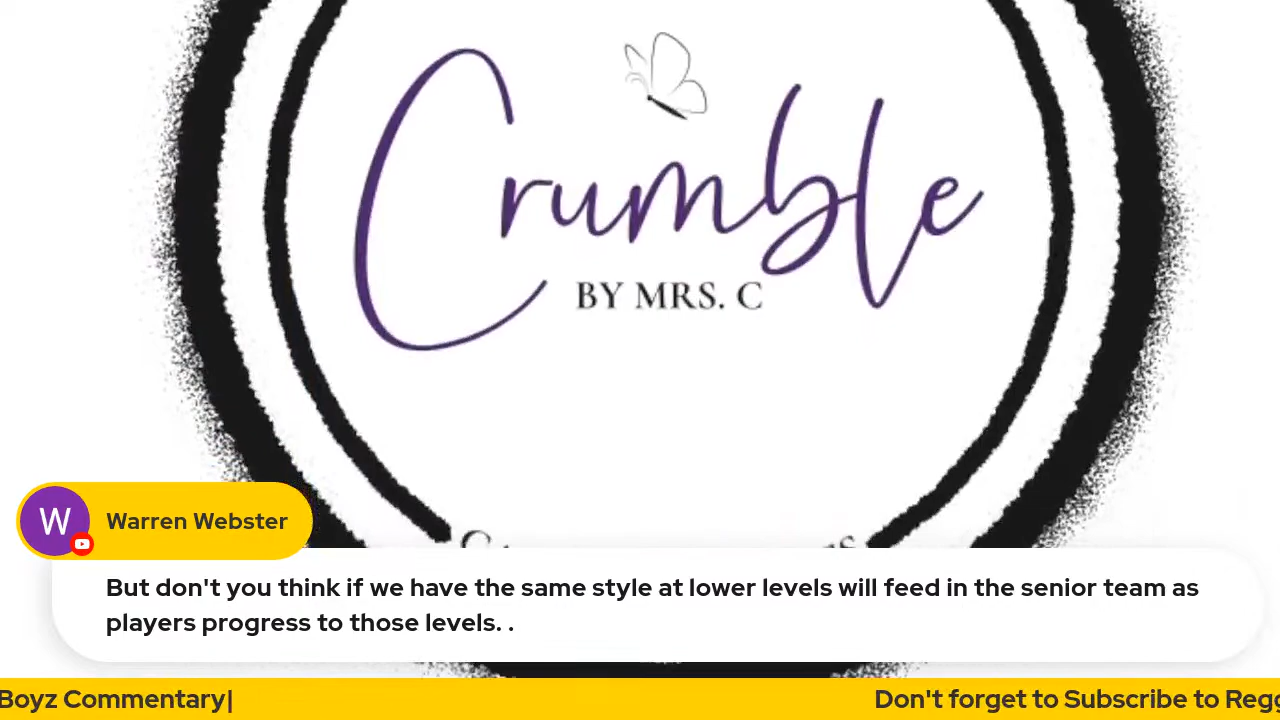 Crumble
BY MRS. C
W
Warren Webster
But don't you think if we have the same style at lower levels will feed in the senior team as
players progress to those levels. .
Boyz Commentary| Don't forget to Subscribe to Regg